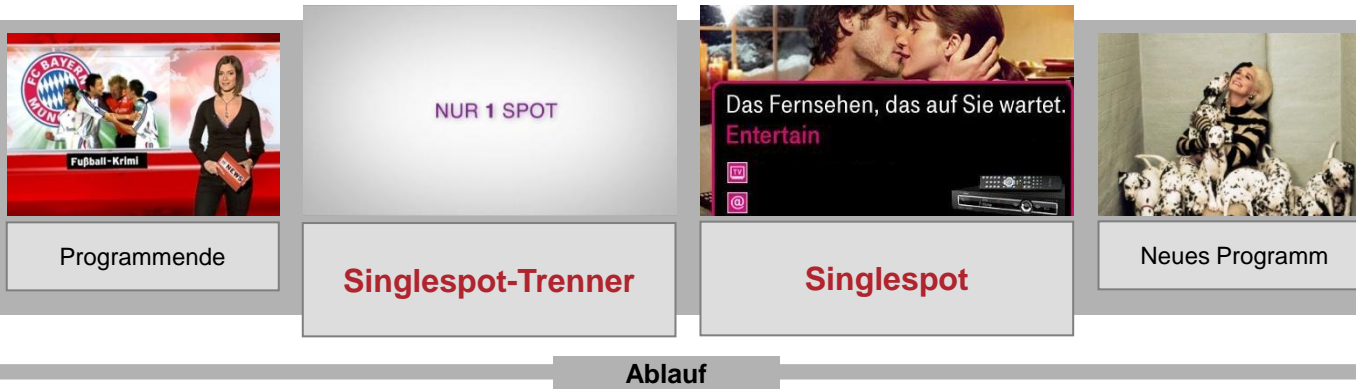 FC BAYERN
MÜNCHEN
Fußball-Krimi
NEWS
Programmende
NUR 1 SPOT
Singlespot-Trenner
Das Fernsehen, das auf Sie wartet.
Entertain
TV
@
Singlespot
Neues Programm
Ablauf